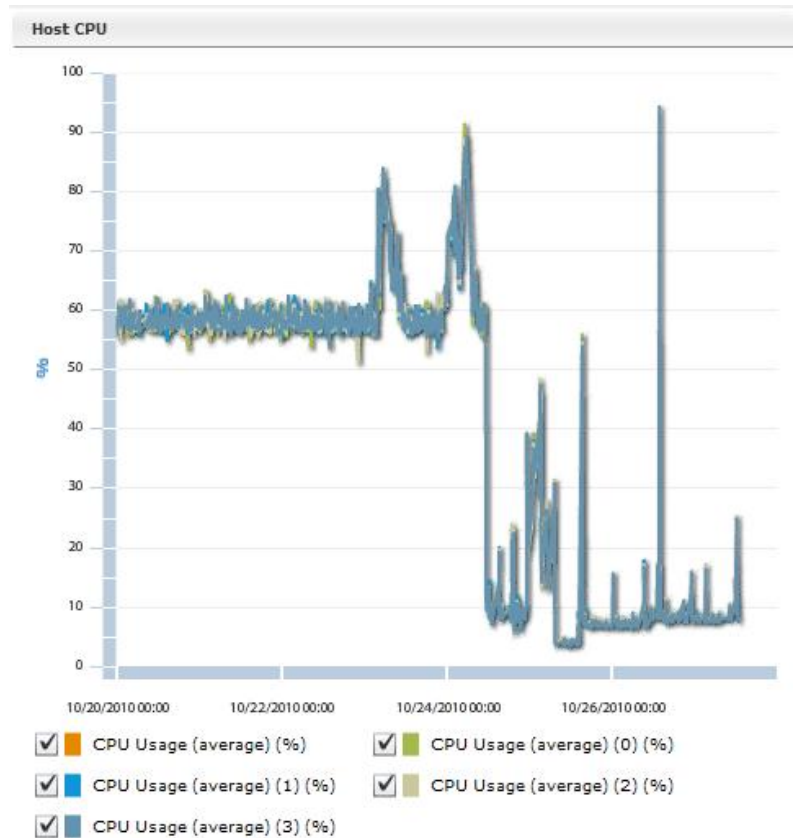 Host CPU
100
90
80
70
60
50
40
30
20
10
0
%
10/20/2010 00:00 10/22/2010 00:00 10/24/2010 00:00 10/26/2010 00:00
CPU Usage (average) (%) CPU Usage (average) (0) (%)
CPU Usage (average) (1) (%) CPU Usage (average) (2) (%)
CPU Usage (average) (3) (%)